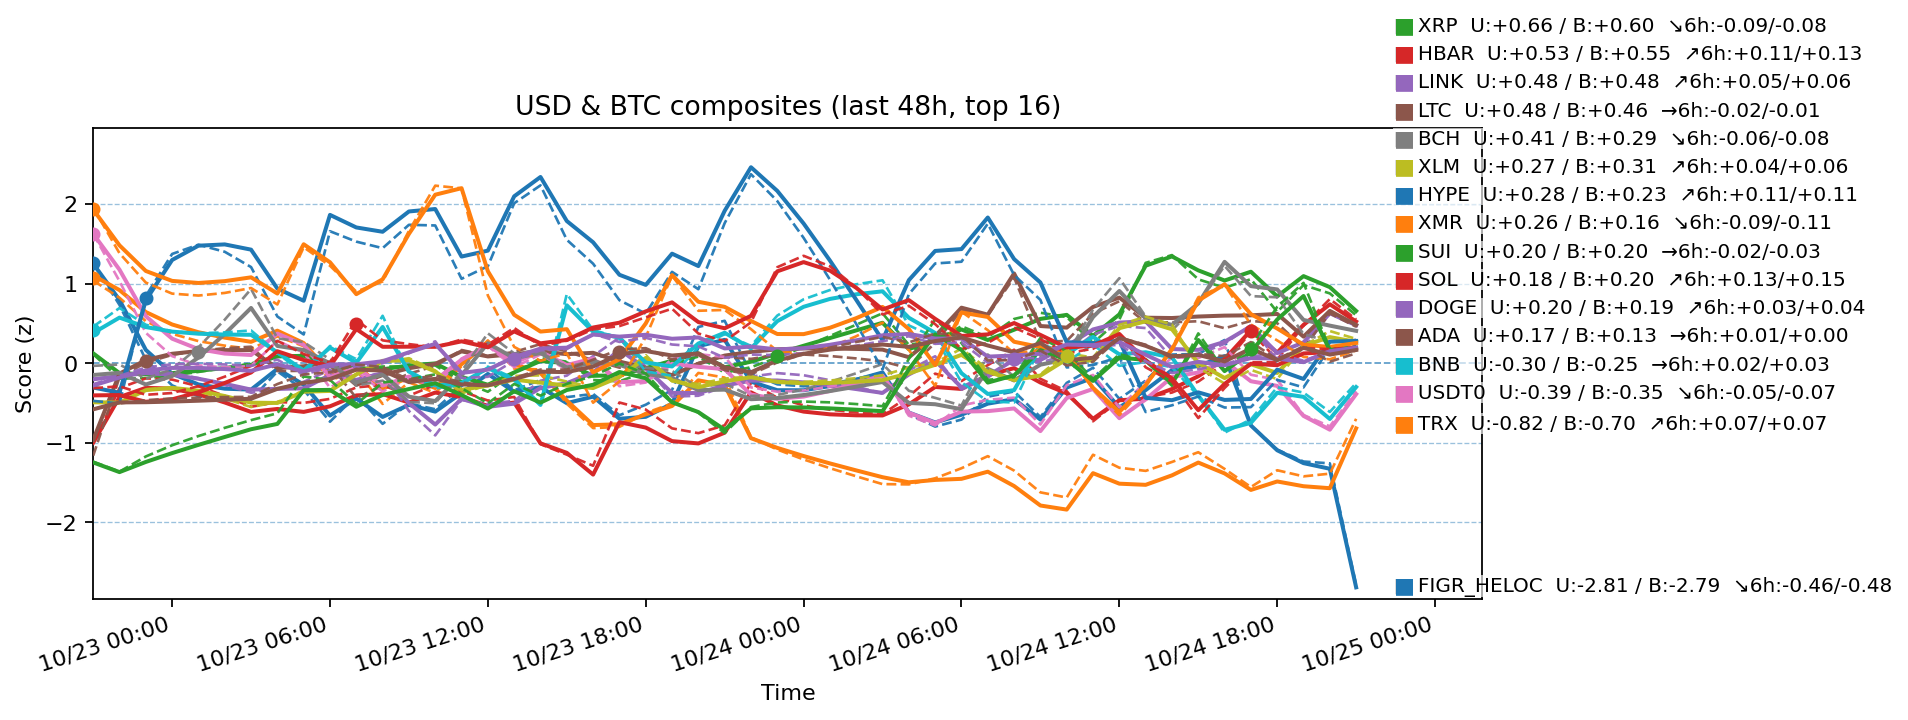 XRP U:+0.66 / B:+0.60 ↘6h:-0.09/-0.08
HBAR U:+0.53 / B:+0.55 ↗6h:+0.11/+0.13
LINK U:+0.48 / B:+0.48 ↗6h:+0.05/+0.06
USD & BTC composites (last 48h, top 16)
LTC U:+0.48 / B:+0.46 →6h:-0.02/-0.01
BCH U:+0.41 / B:+0.29 ↘6h:-0.06/-0.08
XLM U:+0.27 / B:+0.31 ↗6h:+0.04/+0.06
HYPE U:+0.28 / B:+0.23 ↗6h:+0.11/+0.11
XMR U:+0.26 / B:+0.16 ↘6h:-0.09/-0.11
SUI U:+0.20 / B:+0.20 →6h:-0.02/-0.03
SOL U:+0.18 / B:+0.20 ↗6h:+0.13/+0.15
DOGE U:+0.20 / B:+0.19 ↗6h:+0.03/+0.04
ADA U:+0.17 / B:+0.13 →6h:+0.01/+0.00
BNB U:-0.30 / B:-0.25 →6h:+0.02/+0.03
USDT0 U:-0.39 / B:-0.35 ↘6h:-0.05/-0.07
TRX U:-0.82 / B:-0.70 ↗6h:+0.07/+0.07
FIGR_HELOC U:-2.81 / B:-2.79 ↘6h:-0.46/-0.48
Score (z)
2
1
0
−1
−2
10/23 00:00
10/23 06:00
10/23 12:00
10/23 18:00
10/24 00:00
10/24 06:00
10/24 12:00
10/24 18:00
10/25 00:00
Time